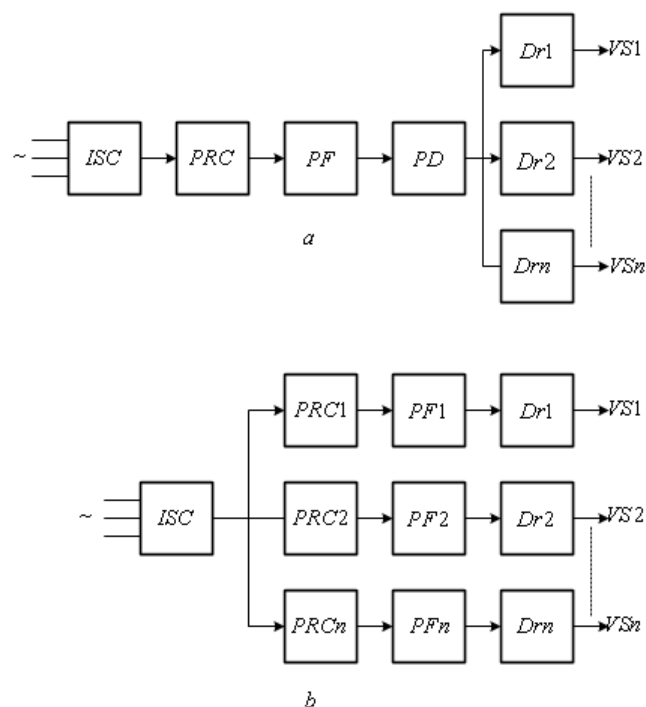 Dr1 VS1
~ ISC PRC PF PD Dr2 VS2
a
Drn VSn
PRC1 PF1 Dr1 VS1
~ ISC PRC2 PF2 Dr2 VS2
PRCn PFn Drn VSn
b